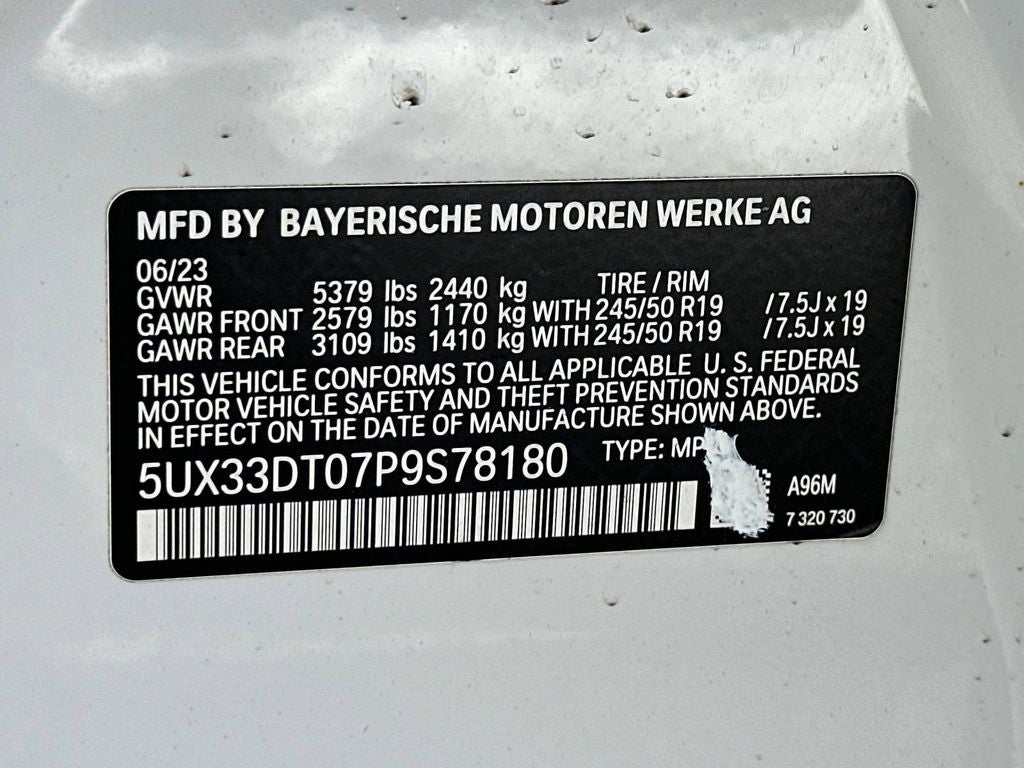 MFD BY BAYERISCHE MOTOREN WERKE AG
06/23
GVWR 5379 lbs 2440 kg TIRE / RIM
GAWR FRONT 2579 lbs 1170 kg WITH 245/50 R19 /7.5J x 19
GAWR REAR 3109 lbs 1410 kg WITH 245/50 R19 /7.5J x 19
THIS VEHICLE CONFORMS TO ALL APPLICABLE U. S. FEDERAL
MOTOR VEHICLE SAFETY AND THEFT PREVENTION STANDARDS
IN EFFECT ON THE DATE OF MANUFACTURE SHOWN ABOVE.
5UX33DT07P9S78180 TYPE: MP
A96M
7 320 730